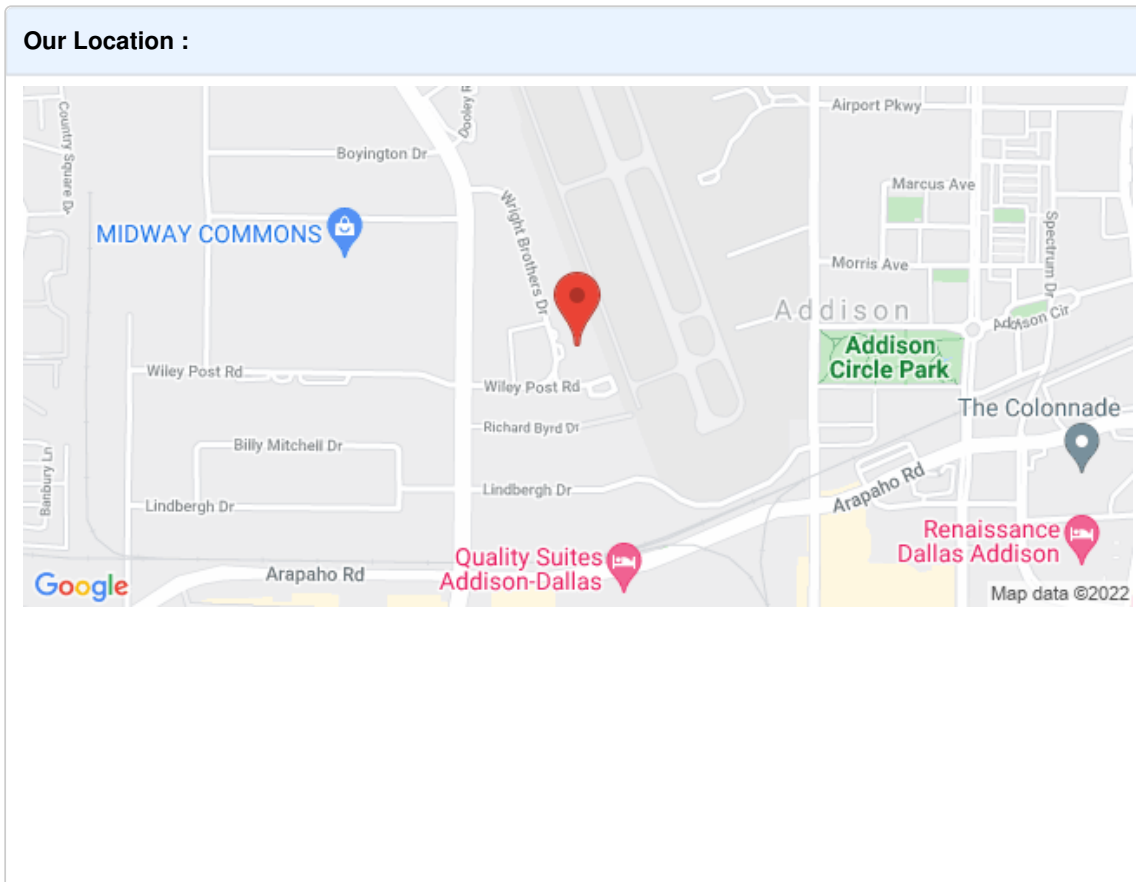 Our Location :
Country Square Dr
Dooley R
Airport Pkwy
Boyington Dr
Marcus Ave
Wright Brothers Dr
MIDWAY COMMONS
Spectrum Dr
Morris Ave
Addison
Addison Cir
Addison
Circle Park
Wiley Post Rd
Wiley Post Rd
The Colonnade
Richard Byrd Dr
Billy Mitchell Dr
Banbury Ln
Lindbergh Dr
Lindbergh Dr
Arapaho Rd
Renaissance
Dallas Addison
Quality Suites
Addison-Dallas
Arapaho Rd
Google
Map data ©2022